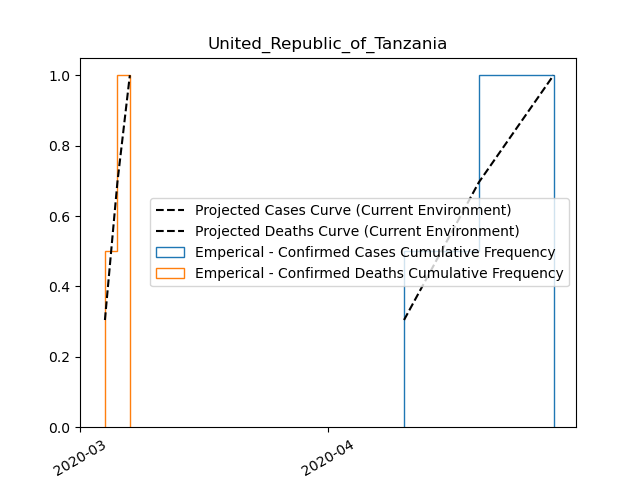 United_Republic_of_Tanzania
1.0
0.8
0.6
0.4
0.2
0.0
Projected Cases Curve (Current Environment)
Projected Deaths Curve (Current Environment)
Emperical - Confirmed Cases Cumulative Frequency
Emperical - Confirmed Deaths Cumulative Frequency
2020-03
2020-04